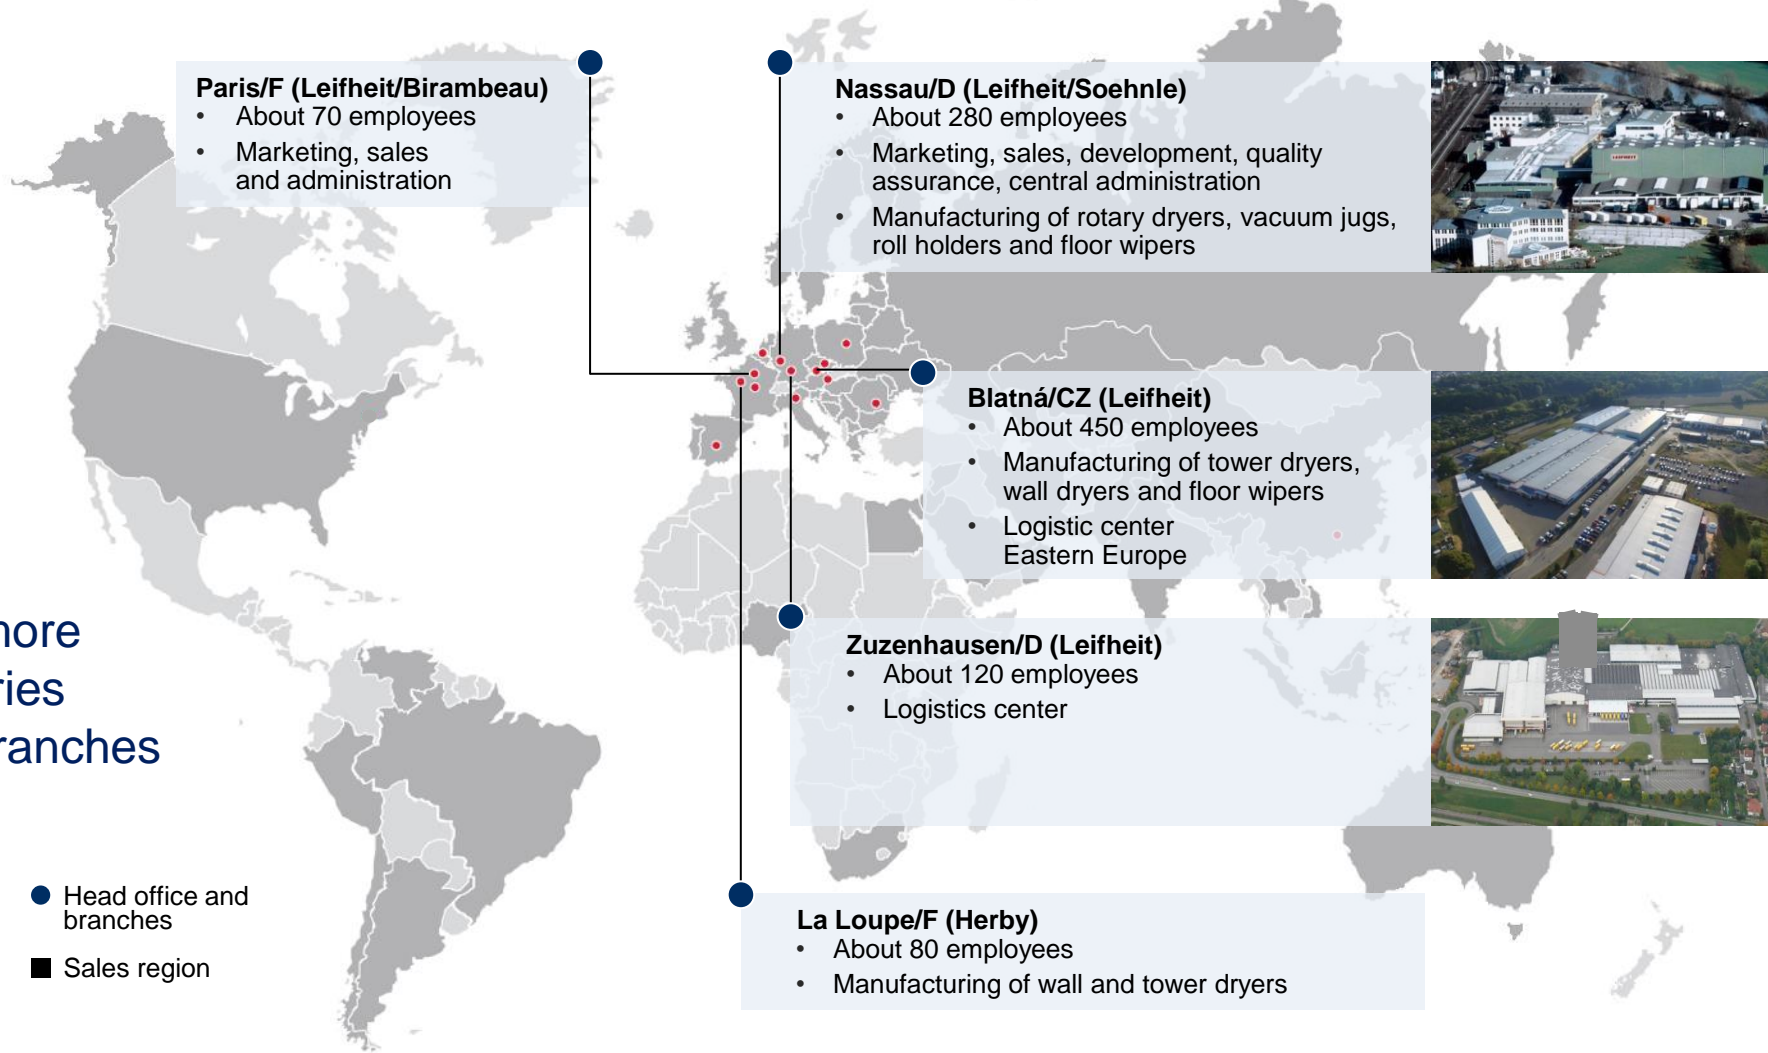 Paris/F (Leifheit/Birambeau)
• About 70 employees
• Marketing, sales
and administration
Nassau/D (Leifheit/Soehnle)
• About 280 employees
• Marketing, sales, development, quality
assurance, central administration
• Manufacturing of rotary dryers, vacuum jugs,
roll holders and floor wipers
LEIFHEIT
Blatná/CZ (Leifheit)
• About 450 employees
• Manufacturing of tower dryers,
wall dryers and floor wipers
• Logistic center
Eastern Europe
Zuzenhausen/D (Leifheit)
• About 120 employees
• Logistics center
La Loupe/F (Herby)
• About 80 employees
• Manufacturing of wall and tower dryers
nore
ries
ranches
Head office and
branches
Sales region